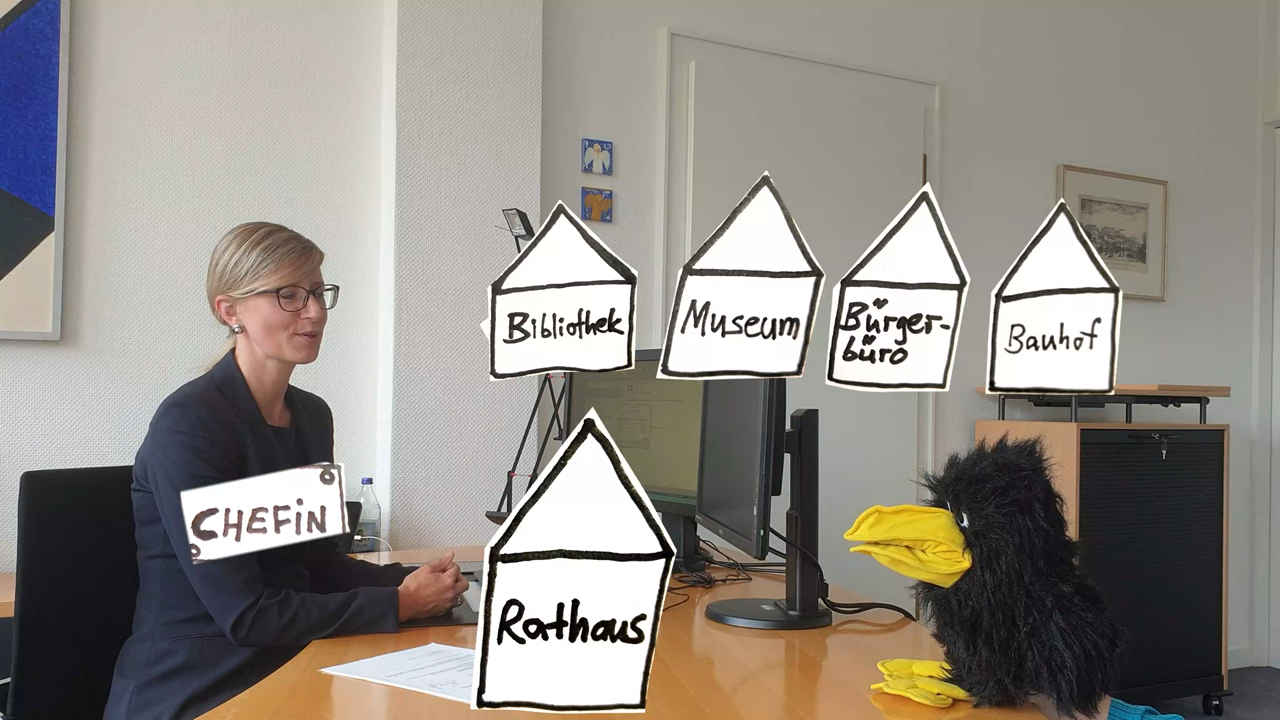 Bibliothek
Museum
Bürger-
büro
Bauhof
CHEFiN
Rathaus